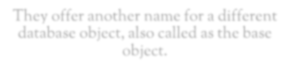 They offer another name for a different
database object, also called as the base
object.